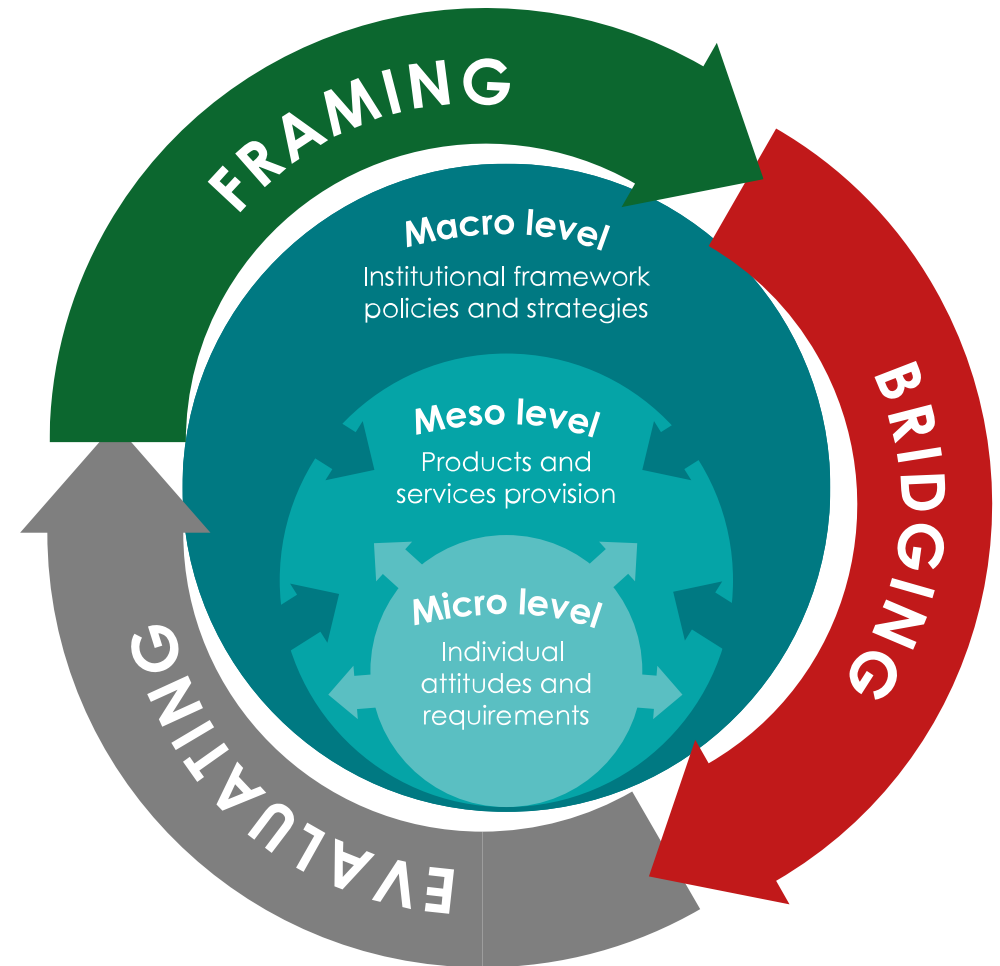 FRAMING
Macro level
Institutional framework
policies and strategies
BRIDGING
Meso level
Products and
services provision
Micro level
Individual
attitudes and
requirements
EVALUATING